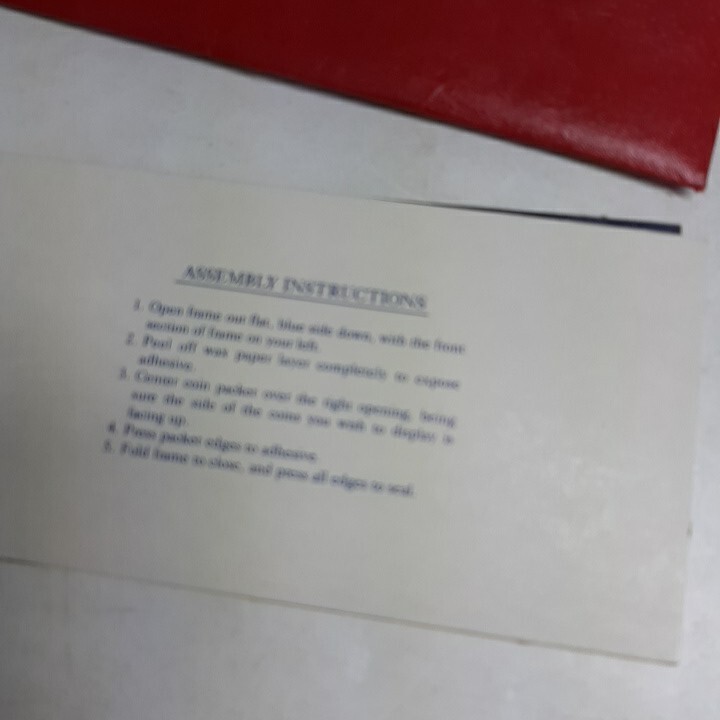 ASSEMBLY INSTRUCTIONS
1. Open frame out flat, blue side down, with the front
section of frame on your left.
2. Peel off wax paper layer completely to expose
adhesive.
3. Center coin packet over the right opening, being
sure the side of the coins you wish to display is
facing up.
4. Press packet edges to adhesive.
5. Fold frame to close, and press all edges to seal.